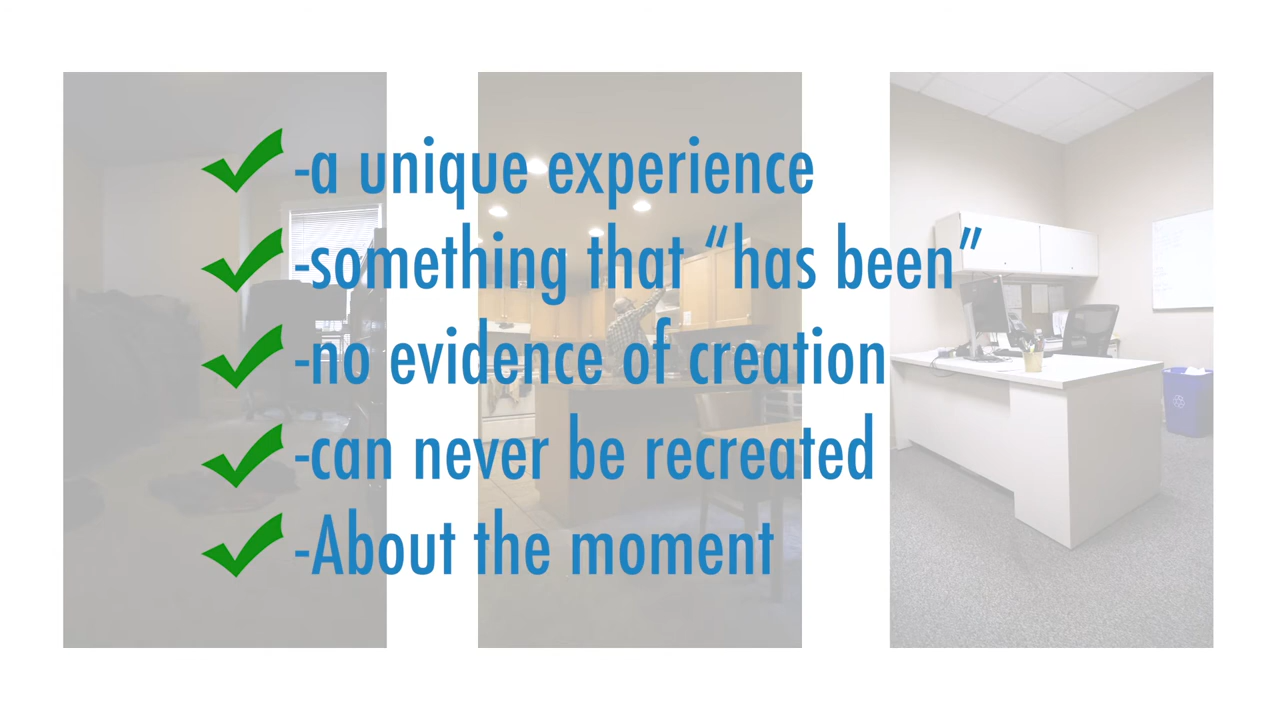 -a unique experience
-something that “has been”
-no evidence of creation
-can never be recreated
-About the moment